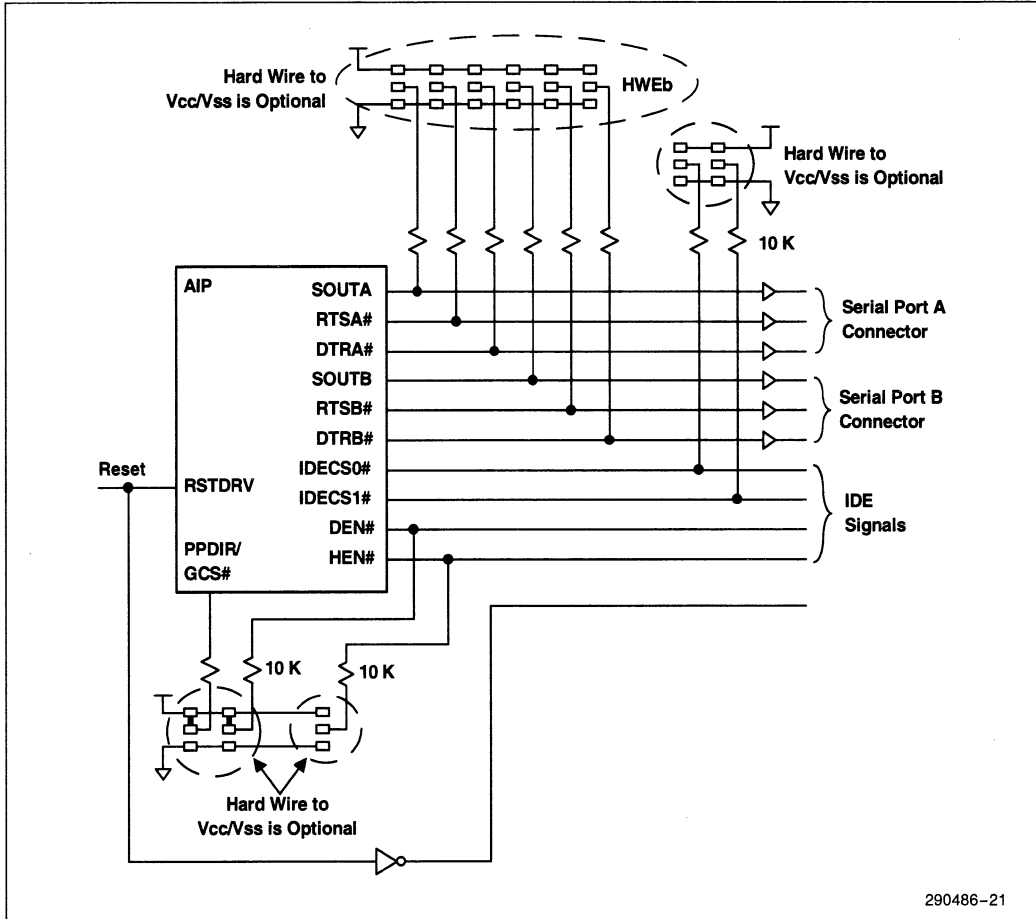 Hard Wire to
Vcc/Vss is Optional
HWEb
Hard Wire to
Vcc/Vss is Optional
10 K
AIP
SOUTA
RTSA#
DTRA#
SOUTB
RTSB#
DTRB#
IDECS0#
IDECS1#
DEN#
HEN#
Reset
RSTDRV
PPDIR/
GCS#
Serial Port A
Connector
Serial Port B
Connector
IDE
Signals
10 K
10 K
Hard Wire to
Vcc/Vss is Optional
290486-21